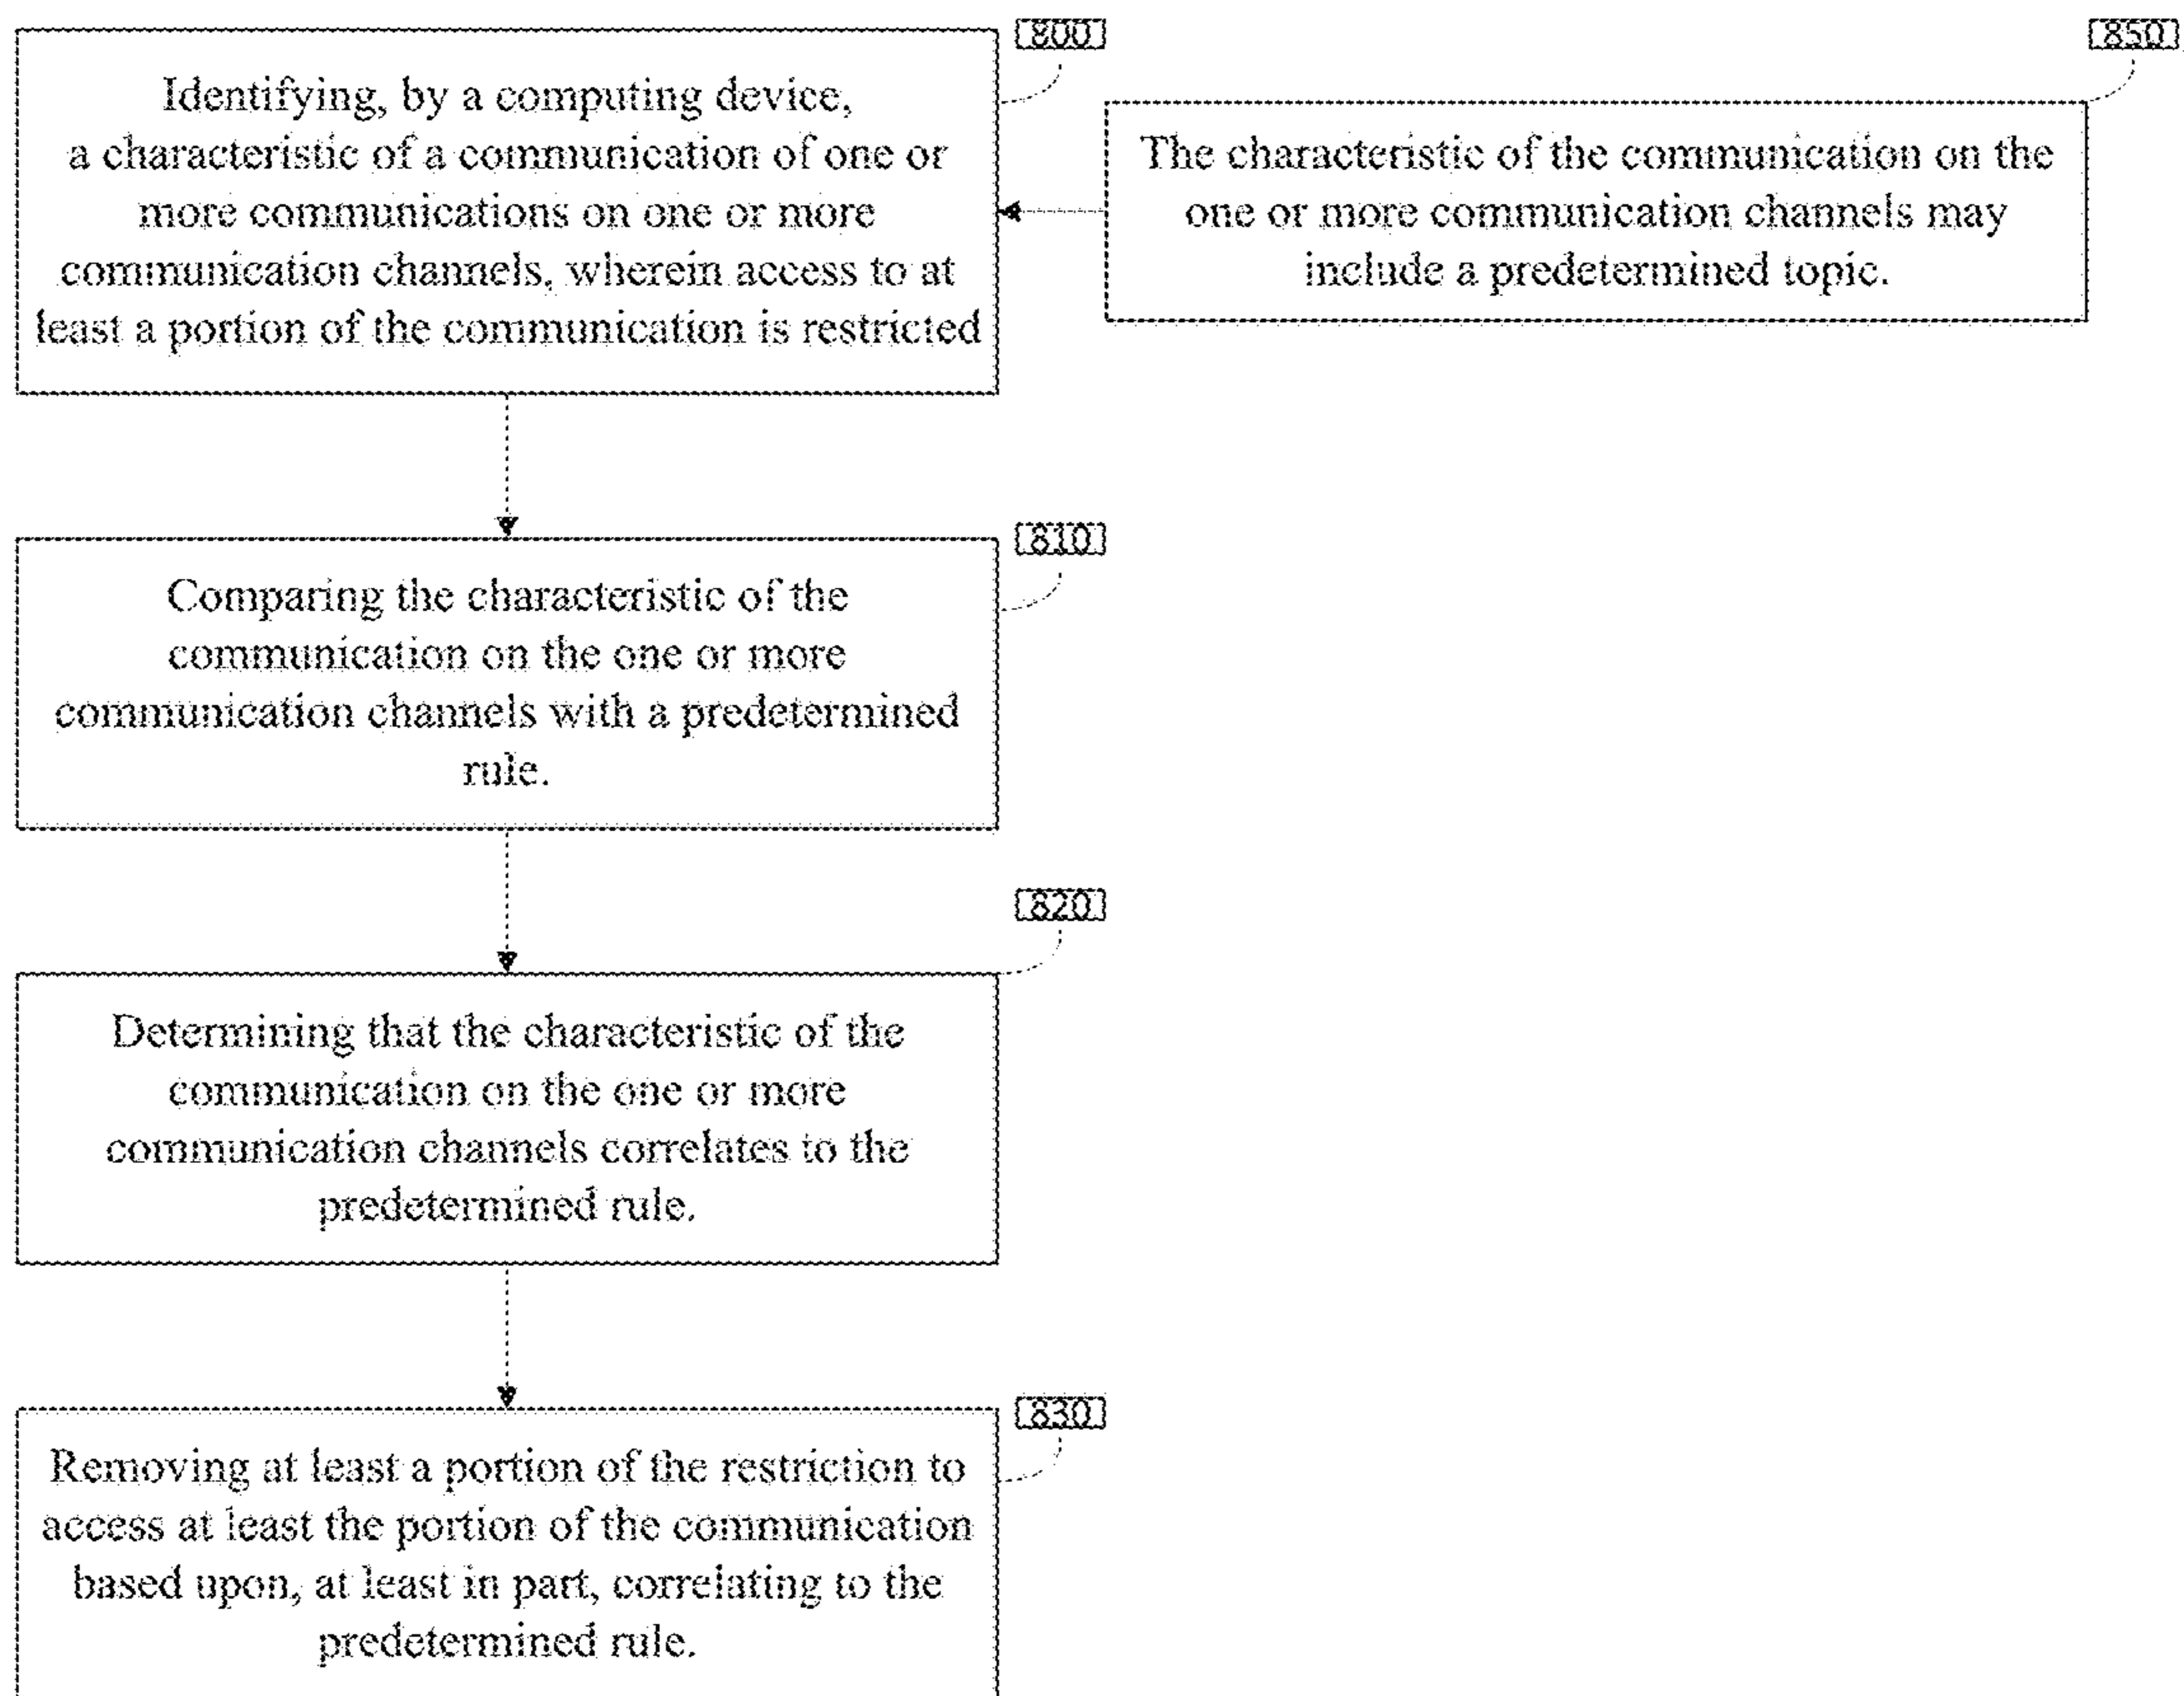 800
Identifying, by a computing device,
a characteristic of a communication of one or
more communications on one or more
communication channels, wherein access to at
least a portion of the communication is restricted
850
The characteristic of the communication on the
one or more communication channels may
include a predetermined topic.
810
Comparing the characteristic of the
communication on the one or more
communication channels with a predetermined
rule.
820
Determining that the characteristic of the
communication on the one or more
communication channels correlates to the
predetermined rule.
830
Removing at least a portion of the restriction to
access at least the portion of the communication
based upon, at least in part, correlating to the
predetermined rule.